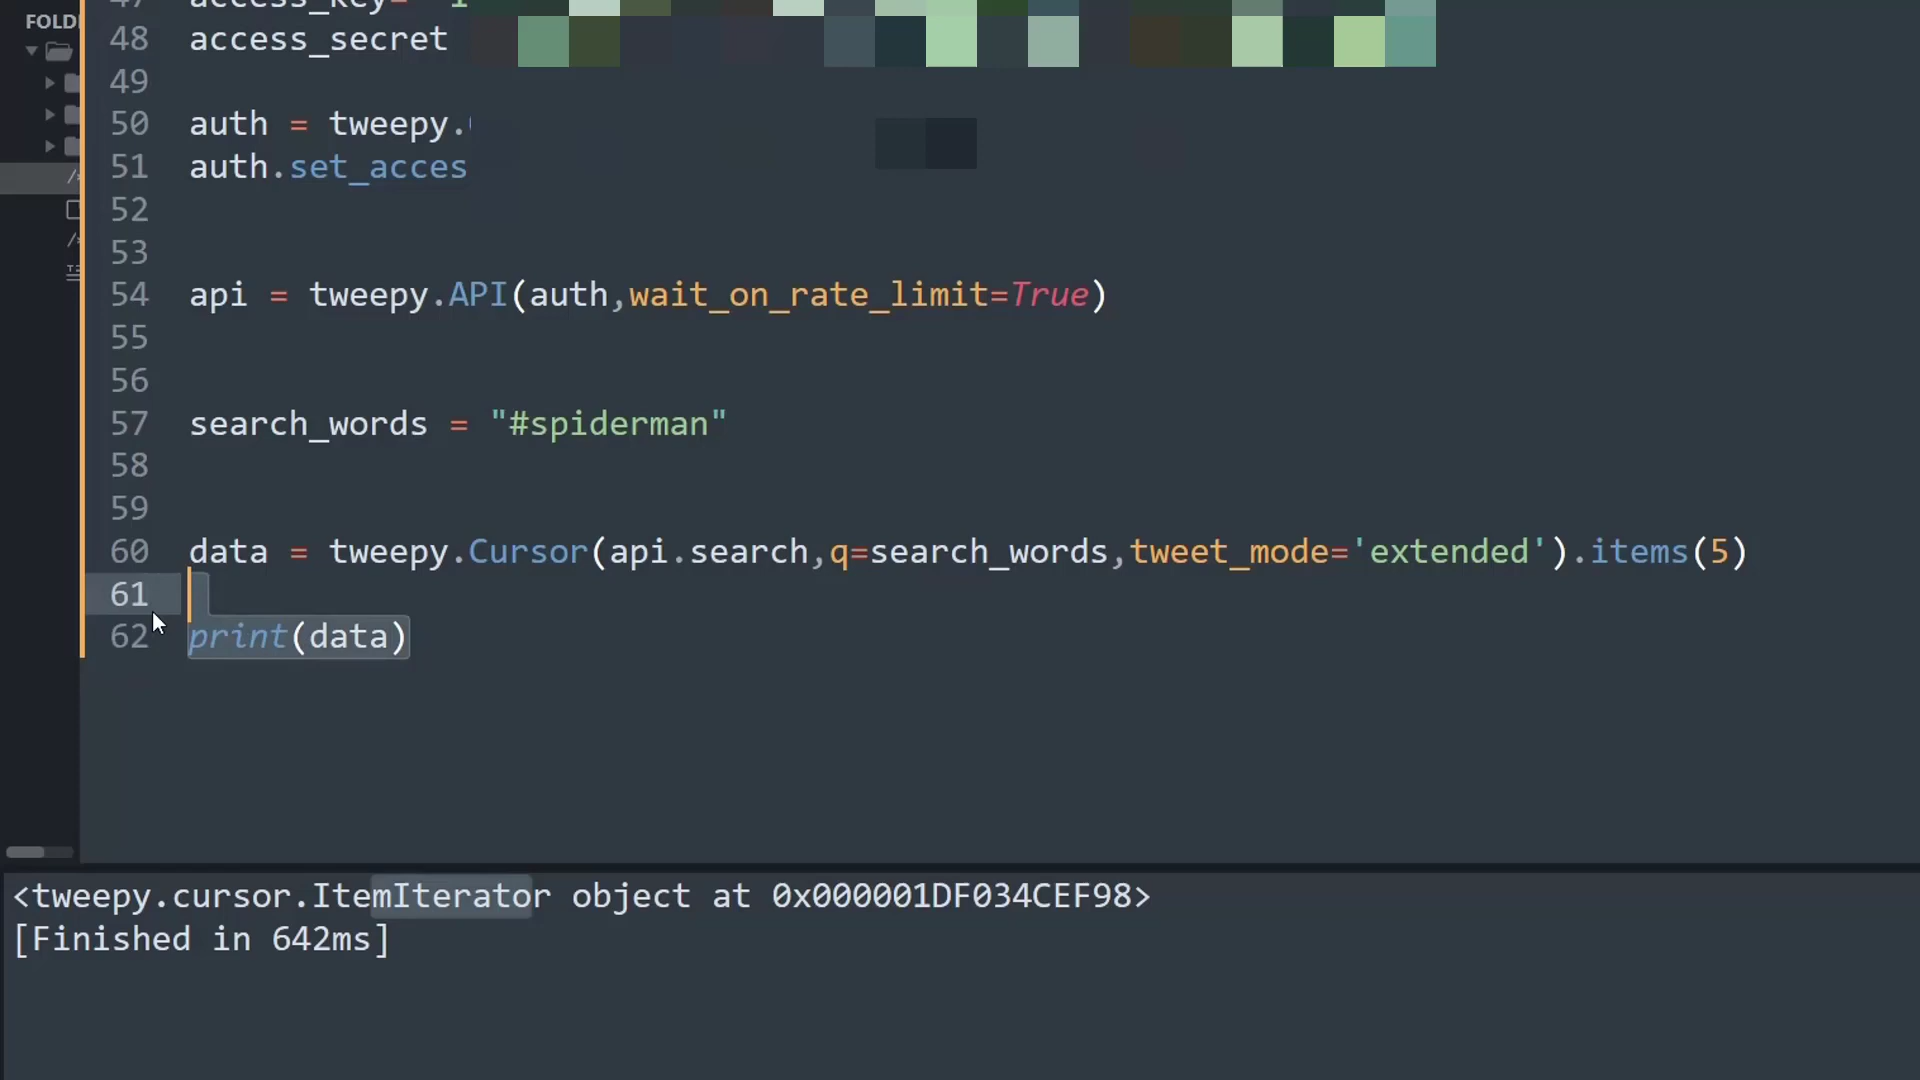 FOLD
47 access_key=
48 access_secret
49
50 auth = tweepy.
51 auth.set_acces
52
53
54 api = tweepy.API(auth,wait_on_rate_limit=True)
55
56
57 search_words = "#spiderman"
58
59
60 data = tweepy.Cursor(api.search,q=search_words,tweet_mode='extended').items(5)
61
62 print(data)
<tweepy.cursor.ItemIterator object at 0x000001DF034CEF98>
[Finished in 642ms]